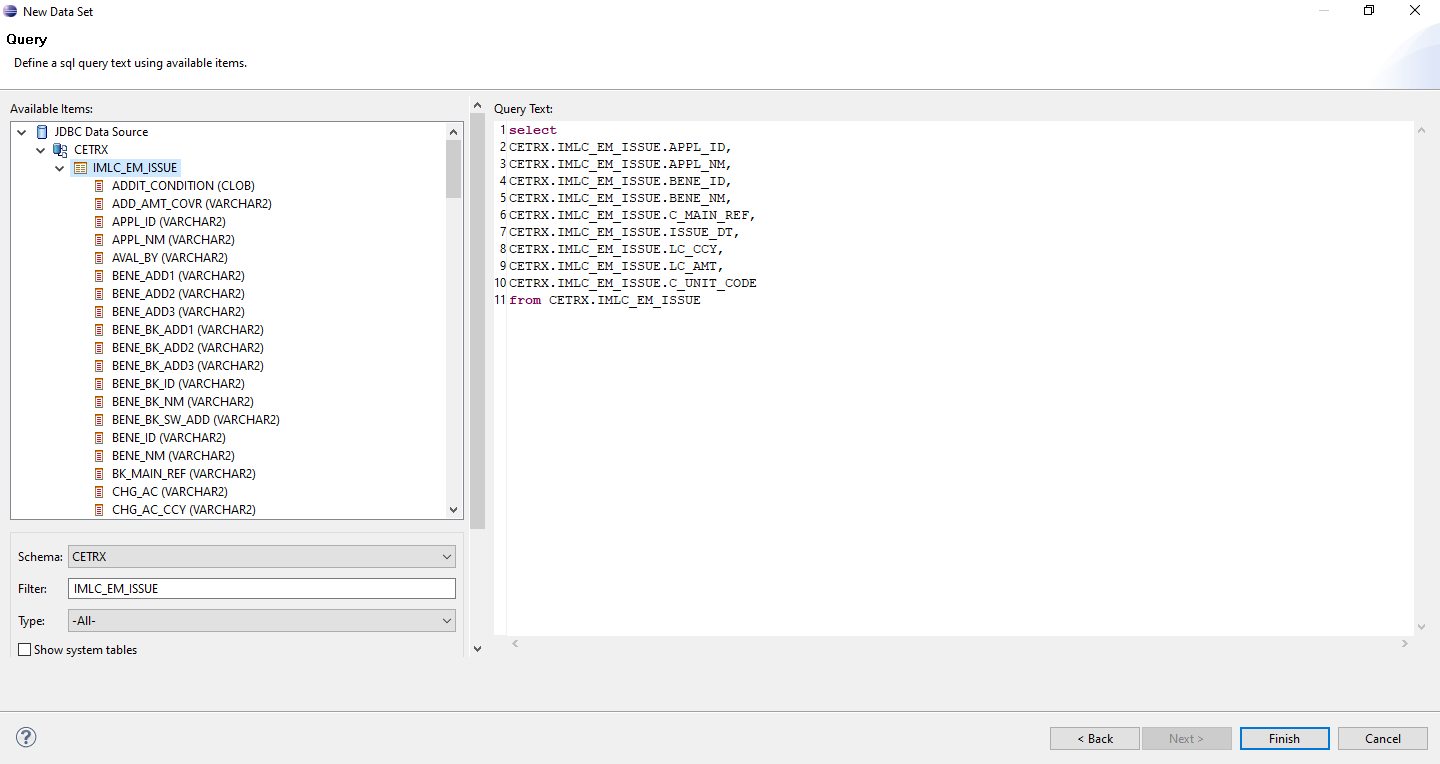 New Data Set
Query
Define a sql query text using available items.
Available Items:
JDBC Data Source
CETRX
IMLC_EM_ISSUE
ADDIT_CONDITION (CLOB)
ADD_AMT_COVR (VARCHAR2)
APPL_ID (VARCHAR2)
APPL_NM (VARCHAR2)
AVAL_BY (VARCHAR2)
BENE_ADD1 (VARCHAR2)
BENE_ADD2 (VARCHAR2)
BENE_ADD3 (VARCHAR2)
BENE_BK_ADD1 (VARCHAR2)
BENE_BK_ADD2 (VARCHAR2)
BENE_BK_ADD3 (VARCHAR2)
BENE_BK_ID (VARCHAR2)
BENE_BK_NM (VARCHAR2)
BENE_BK_SW_ADD (VARCHAR2)
BENE_ID (VARCHAR2)
BENE_NM (VARCHAR2)
BK_MAIN_REF (VARCHAR2)
CHG_AC (VARCHAR2)
CHG_AC_CCY (VARCHAR2)
Schema: CETRX
Filter: IMLC_EM_ISSUE
Type: -All-
Show system tables
Query Text:
1 select
2 CETRX.IMLC_EM_ISSUE.APPL_ID,
3 CETRX.IMLC_EM_ISSUE.APPL_NM,
4 CETRX.IMLC_EM_ISSUE.BENE_ID,
5 CETRX.IMLC_EM_ISSUE.BENE_NM,
6 CETRX.IMLC_EM_ISSUE.C_MAIN_REF,
7 CETRX.IMLC_EM_ISSUE.ISSUE_DT,
8 CETRX.IMLC_EM_ISSUE.LC_CCY,
9 CETRX.IMLC_EM_ISSUE.LC_AMT,
10 CETRX.IMLC_EM_ISSUE.C_UNIT_CODE
11 from CETRX.IMLC_EM_ISSUE
? < Back Next > Finish Cancel